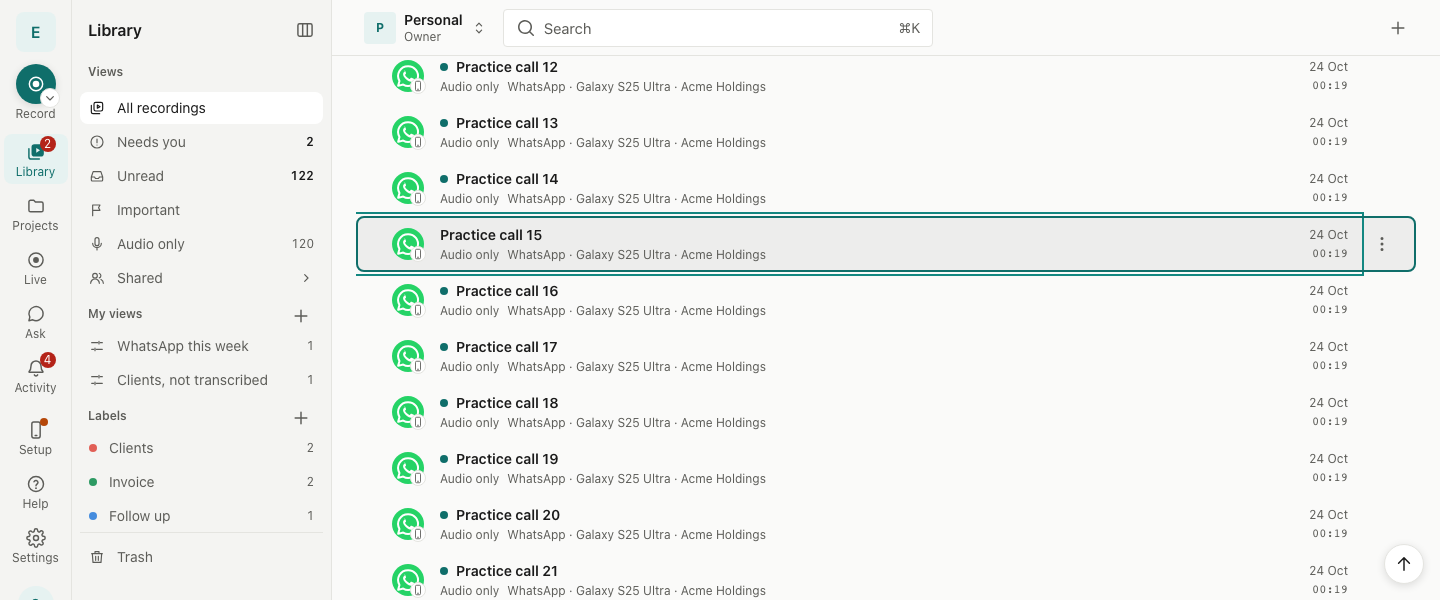 E
Record
2
Library
Projects
Live
Ask
4
Activity
Setup
Help
Settings
Library
Views
All recordings
Needs you 2
Unread 122
Important
Audio only 120
Shared
My views
WhatsApp this week 1
Clients, not transcribed 1
Labels
Clients 2
Invoice 2
Follow up 1
Trash
P
Personal
Owner
Search ⌘K
Practice call 12 24 Oct
Audio only WhatsApp · Galaxy S25 Ultra · Acme Holdings 00:19
Practice call 13 24 Oct
Audio only WhatsApp · Galaxy S25 Ultra · Acme Holdings 00:19
Practice call 14 24 Oct
Audio only WhatsApp · Galaxy S25 Ultra · Acme Holdings 00:19
Practice call 15 24 Oct
Audio only WhatsApp · Galaxy S25 Ultra · Acme Holdings 00:19
Practice call 16 24 Oct
Audio only WhatsApp · Galaxy S25 Ultra · Acme Holdings 00:19
Practice call 17 24 Oct
Audio only WhatsApp · Galaxy S25 Ultra · Acme Holdings 00:19
Practice call 18 24 Oct
Audio only WhatsApp · Galaxy S25 Ultra · Acme Holdings 00:19
Practice call 19 24 Oct
Audio only WhatsApp · Galaxy S25 Ultra · Acme Holdings 00:19
Practice call 20 24 Oct
Audio only WhatsApp · Galaxy S25 Ultra · Acme Holdings 00:19
Practice call 21 24 Oct
Audio only WhatsApp · Galaxy S25 Ultra · Acme Holdings 00:19